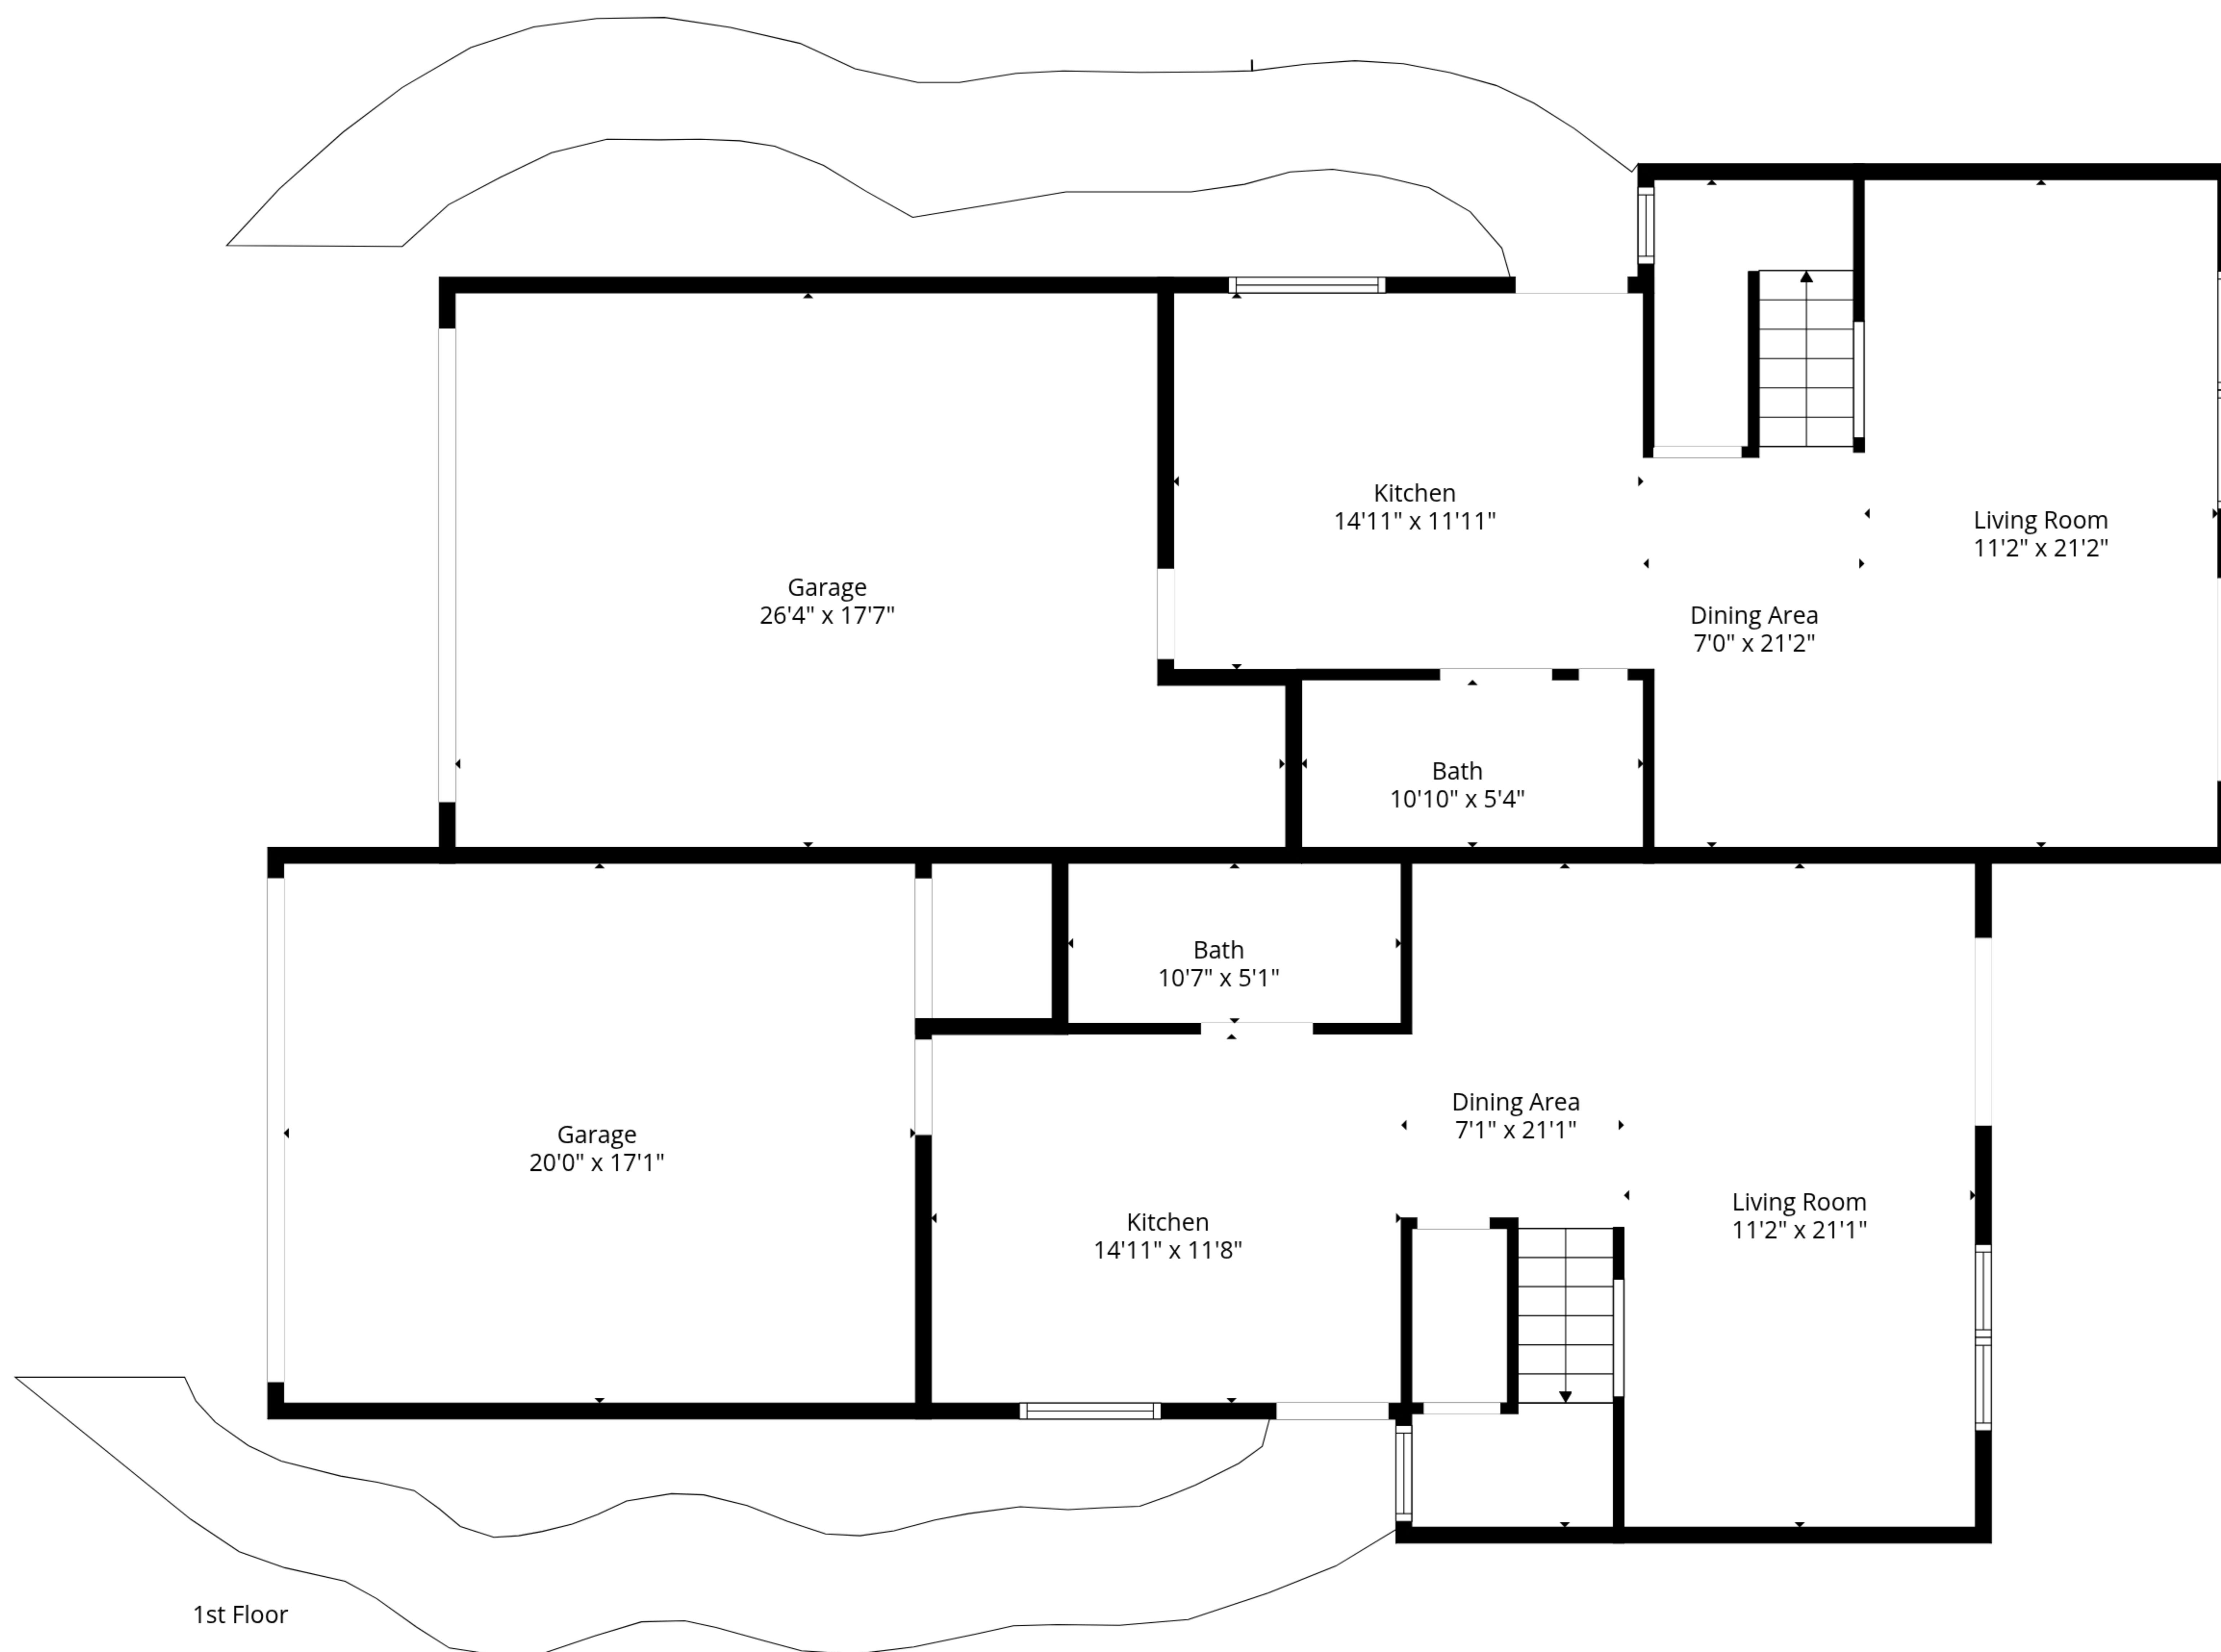 Kitchen
14'11" x 11'11"
Living Room
11'2" x 21'2"
Garage
26'4" x 17'7"
Dining Area
7'0" x 21'2"
Bath
10'10" x 5'4"
Bath
10'7" x 5'1"
Dining Area
7'1" x 21'1"
Garage
20'0" x 17'1"
Living Room
11'2" x 21'1"
Kitchen
14'11" x 11'8"
1st Floor